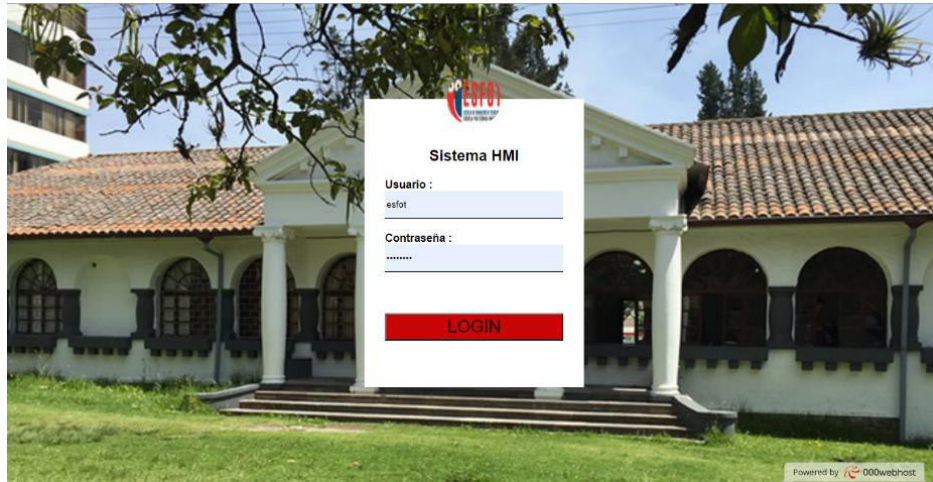 ESFOT
Sistema HMI
Usuario :
esfot
Contraseña :
........
LOGIN
Powered by 000webhost